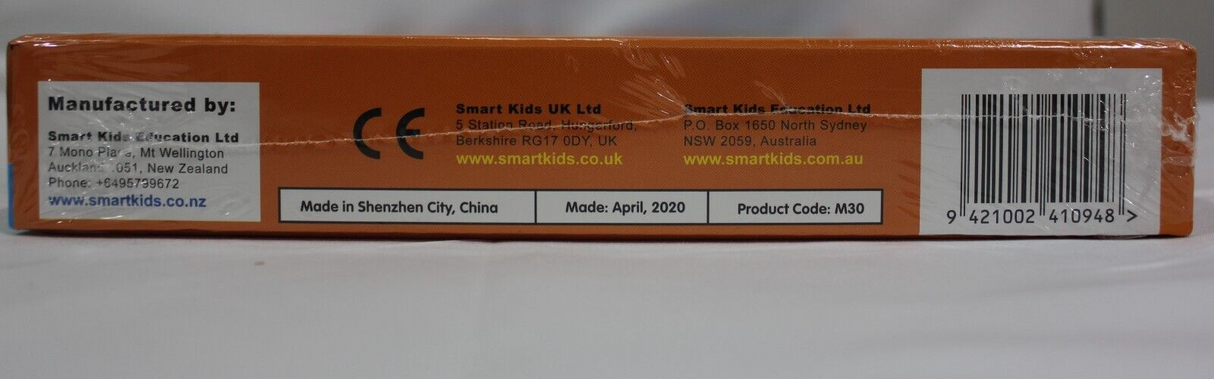 Manufactured by:
Smart Kids Education Ltd
7 Mono Place, Mt Wellington
Auckland 1051, New Zealand
Phone: +6495799672
www.smartkids.co.nz
CE
Smart Kids UK Ltd
5 Station Road, Hungerford,
Berkshire RG17 0DY, UK
www.smartkids.co.uk
Smart Kids Education Ltd
P.O. Box 1650 North Sydney
NSW 2059, Australia
www.smartkids.com.au
Made in Shenzhen City, China
Made: April, 2020
Product Code: M30
9 421002 410948 >